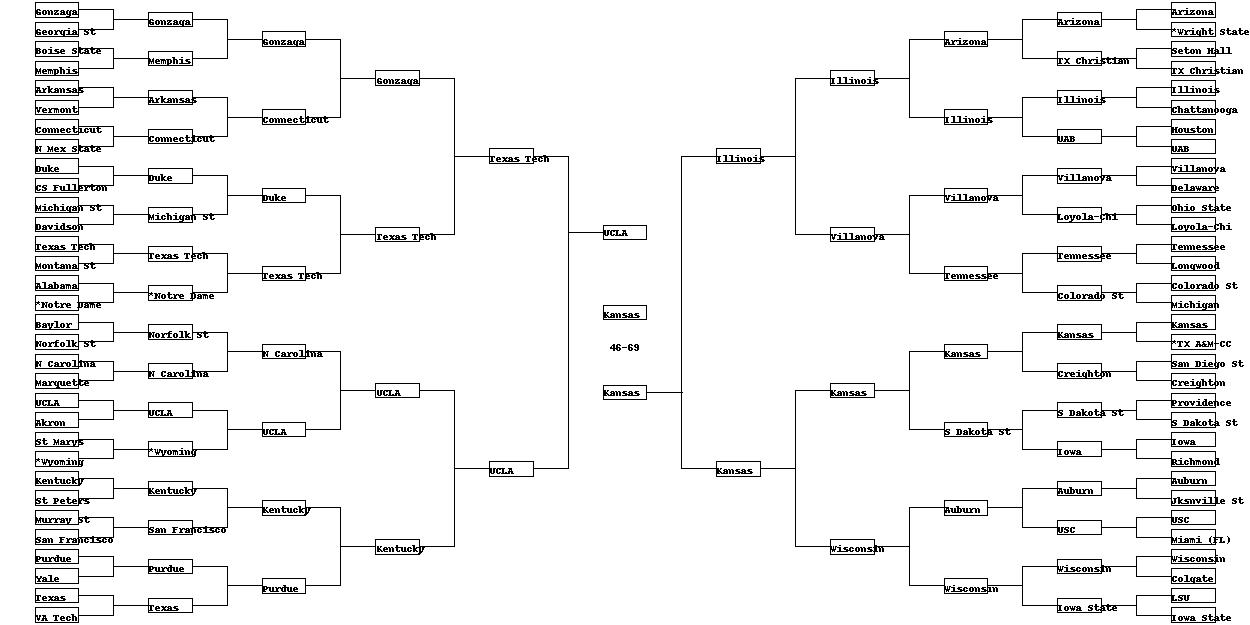 Gonzaga
Georgia St
Boise State
Memphis
Arkansas
Vermont
Connecticut
N Mex State
Duke
CS Fullerton
Michigan St
Davidson
Texas Tech
Montana St
Alabama
*Notre Dame
Baylor
Norfolk St
N Carolina
Marquette
UCLA
Akron
St Marys
*Wyoming
Kentucky
St Peters
Murray St
San Francisco
Purdue
Yale
Texas
VA Tech
Gonzaga
Memphis
Arkansas
Connecticut
Duke
Michigan St
Texas Tech
*Notre Dame
Norfolk St
N Carolina
UCLA
*Wyoming
Kentucky
San Francisco
Purdue
Texas
Gonzaga
Connecticut
Duke
Texas Tech
N Carolina
UCLA
Kentucky
Purdue
Gonzaga
Texas Tech
UCLA
Kentucky
Texas Tech
UCLA
UCLA
Kansas
46-69
Kansas
Illinois
Kansas
Illinois
Villanova
Kansas
Wisconsin
Arizona
Illinois
Villanova
Tennessee
Kansas
S Dakota St
Auburn
Wisconsin
Arizona
TX Christian
Illinois
UAB
Villanova
Loyola-Chi
Tennessee
Colorado St
Kansas
Creighton
S Dakota St
Iowa
Auburn
USC
Wisconsin
Iowa State
Arizona
*Wright State
Seton Hall
TX Christian
Illinois
Chattanooga
Houston
UAB
Villanova
Delaware
Ohio State
Loyola-Chi
Tennessee
Longwood
Colorado St
Michigan
Kansas
*TX A&M-CC
San Diego St
Creighton
Providence
S Dakota St
Iowa
Richmond
Auburn
Jksnville St
USC
Miami (FL)
Wisconsin
Colgate
LSU
Iowa State